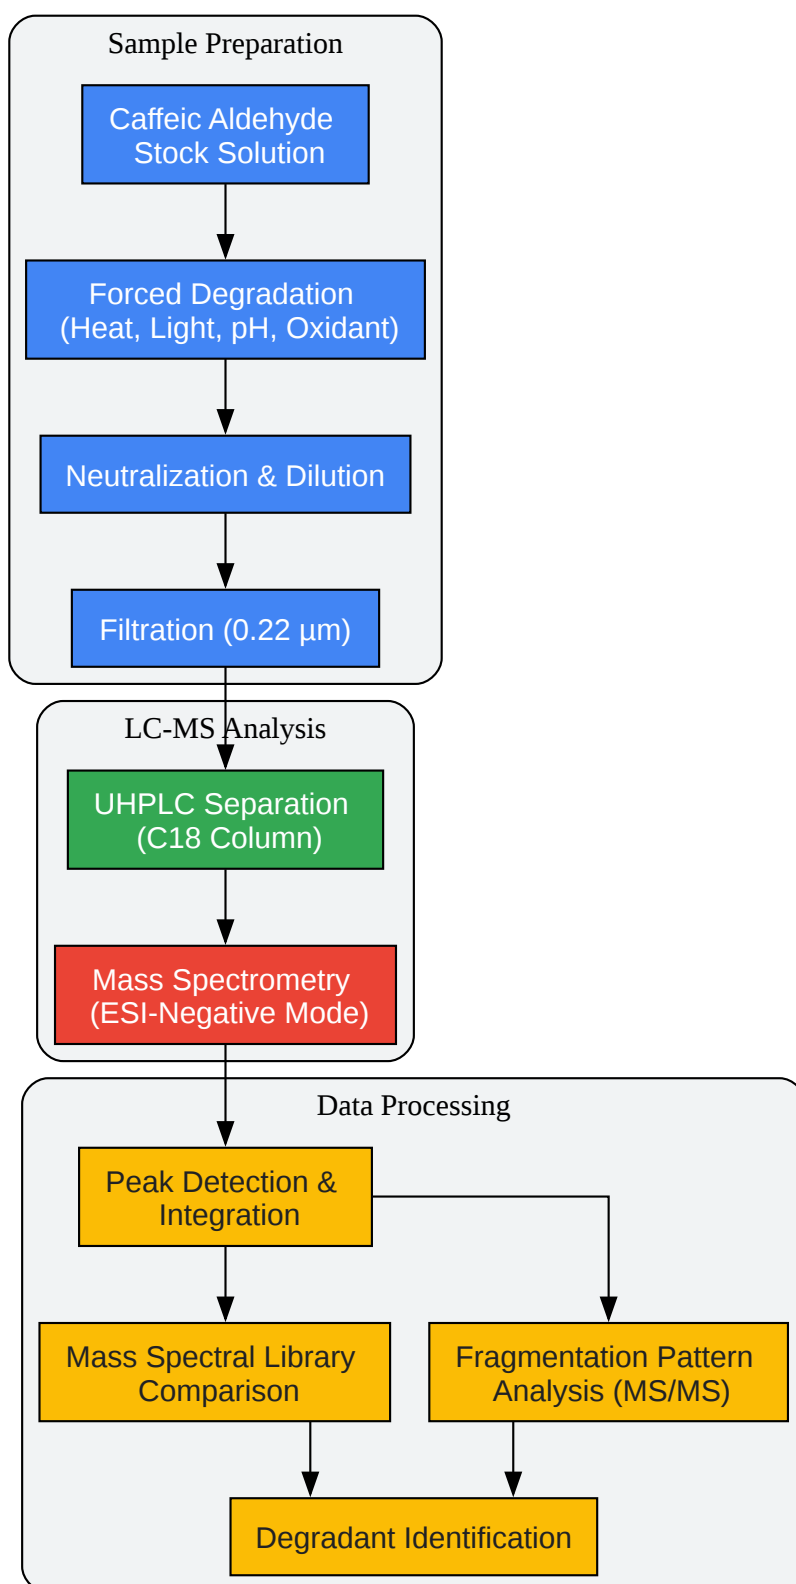 Sample Preparation
Caffeic Aldehyde
Stock Solution
Forced Degradation
(Heat, Light, pH, Oxidant)
Neutralization & Dilution
Filtration (0.22 µm)
LC-MS Analysis
UHPLC Separation
(C18 Column)
Mass Spectrometry
(ESI-Negative Mode)
Data Processing
Peak Detection &
Integration
Mass Spectral Library
Comparison
Fragmentation Pattern
Analysis (MS/MS)
Degradant Identification